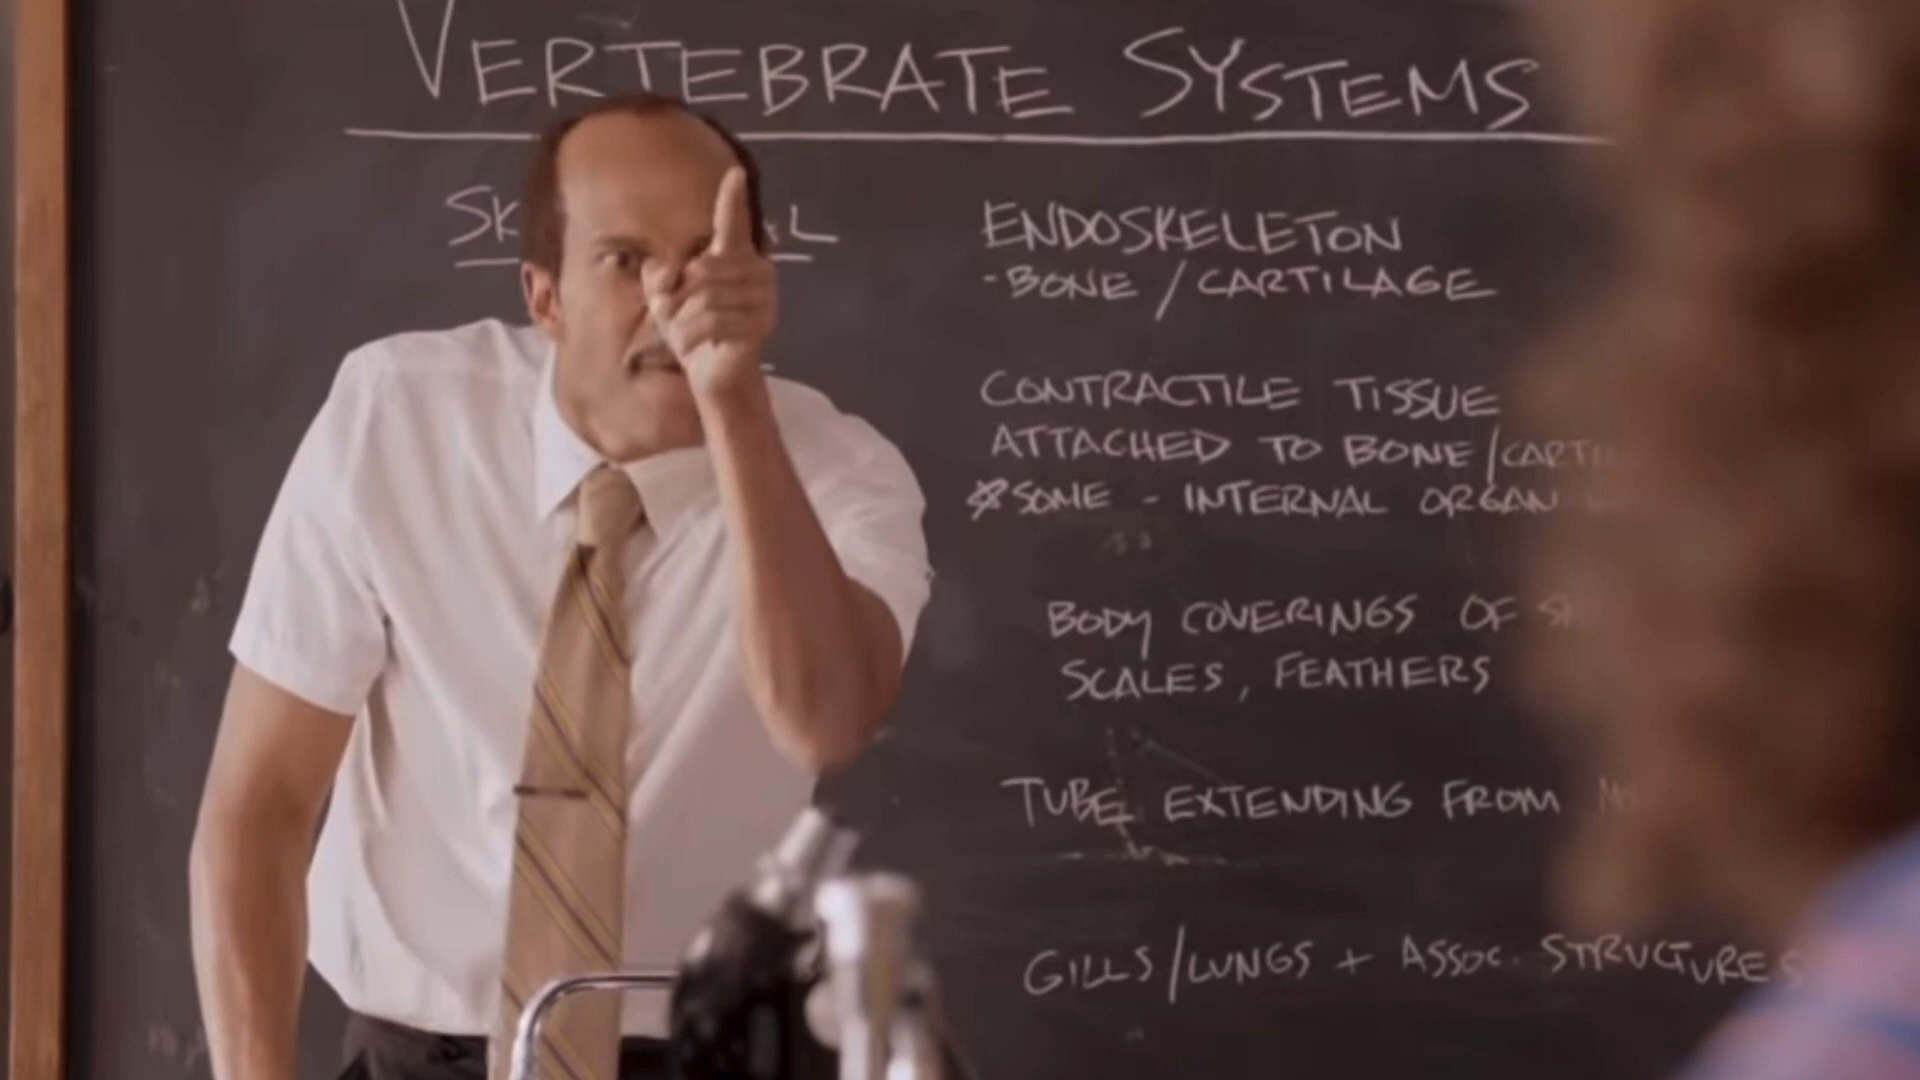 VERTEBRATE SYSTEMS
ENDOSKELETON
- BONE / CARTILAGE
CONTRACTILE TISSUE
ATTACHED TO BONE /
* SOME - INTERNAL ORGAN
BODY COVERINGS OF
SCALES, FEATHERS
TUBE EXTENDING FROM
GILLS/LUNGS + ASSOC. STRUCTURES